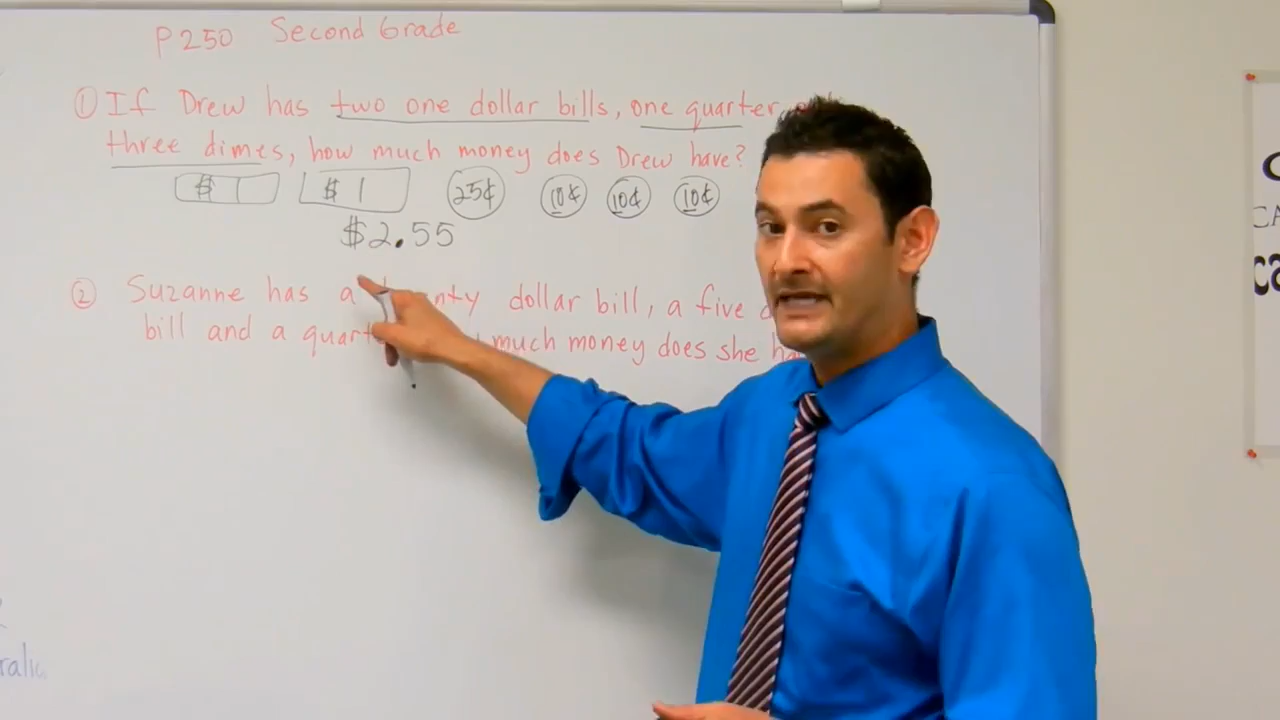 P250 Second Grade
① If Drew has two one dollar bills, one quarter
three dimes, how much money does Drew have?
$ 1 $ 1 25¢ 10¢ 10¢ 10¢
$2.55
② Suzanne has a dollar bill, a five
bill and a much money does she